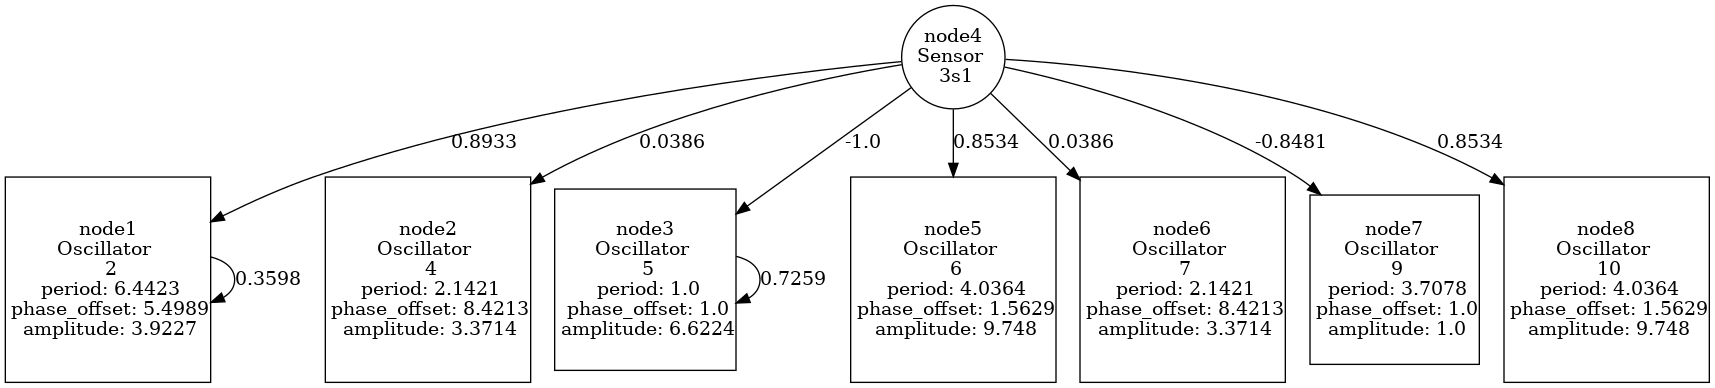 node4
Sensor
3s1
0.8933
0.0386
-1.0
0.8534
0.0386
-0.8481
0.8534
node1
Oscillator
2
period: 6.4423
phase_offset: 5.4989
amplitude: 3.9227
0.3598
node2
Oscillator
4
period: 2.1421
phase_offset: 8.4213
amplitude: 3.3714
node3
Oscillator
5
period: 1.0
phase_offset: 1.0
amplitude: 6.6224
0.7259
node5
Oscillator
6
period: 4.0364
phase_offset: 1.5629
amplitude: 9.748
node6
Oscillator
7
period: 2.1421
phase_offset: 8.4213
amplitude: 3.3714
node7
Oscillator
9
period: 3.7078
phase_offset: 1.0
amplitude: 1.0
node8
Oscillator
10
period: 4.0364
phase_offset: 1.5629
amplitude: 9.748